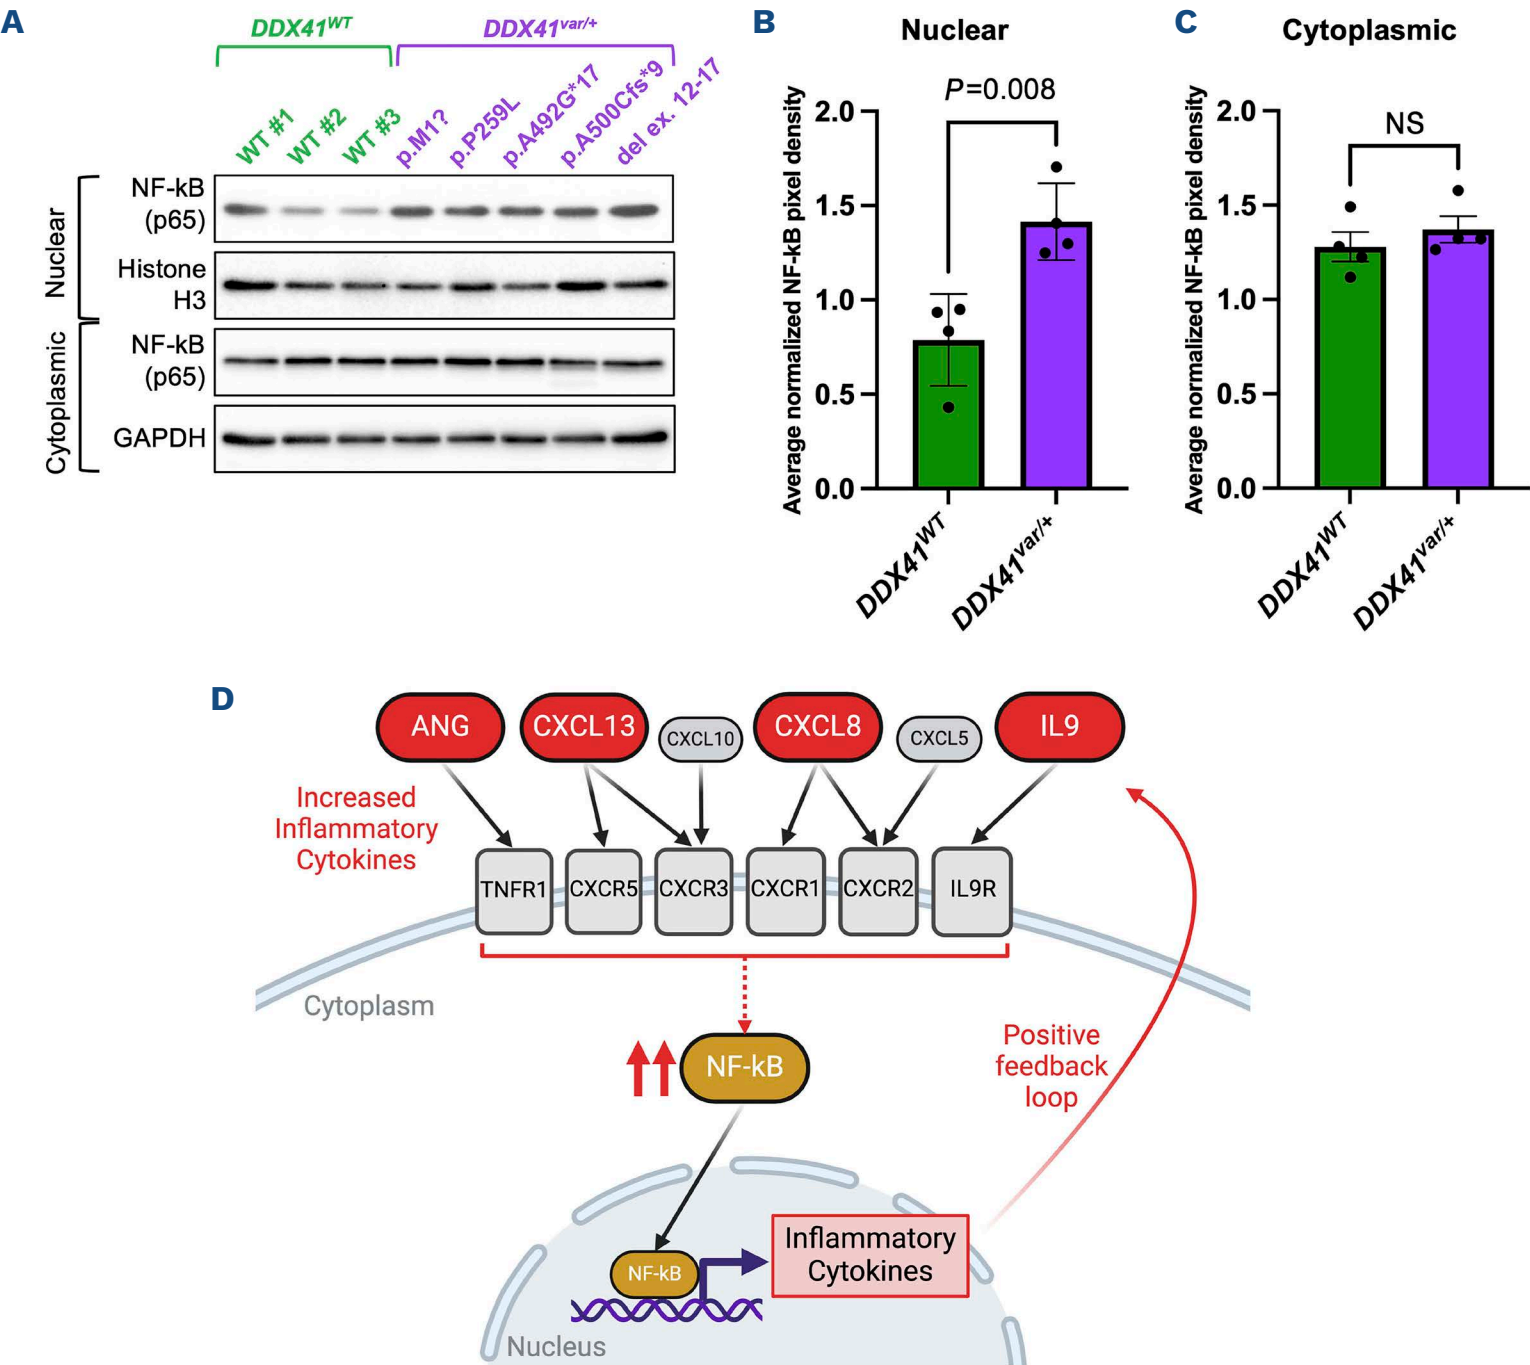 A
DDX41WT
DDX41var/+
WT #1
WT #2
WT #3
p.M1?
p.P259L
p.A492G*17
p.A500Cfs*9
del ex. 12-17
Nuclear
NF-kB
(p65)
Histone
H3
Cytoplasmic
NF-kB
(p65)
GAPDH
B
Nuclear
P=0.008
Average normalized NF-kB pixel density
2.0
1.5
1.0
0.5
0.0
DDX41WT
DDX41var/+
C
Cytoplasmic
NS
Average normalized NF-kB pixel density
2.0
1.5
1.0
0.5
0.0
DDX41WT
DDX41var/+
D
ANG
CXCL13
CXCL10
CXCL8
CXCL5
IL9
Increased
Inflammatory
Cytokines
TNFR1
CXCR5
CXCR3
CXCR1
CXCR2
IL9R
Cytoplasm
NF-kB
Positive
feedback
loop
Inflammatory
Cytokines
NF-kB
Nucleus